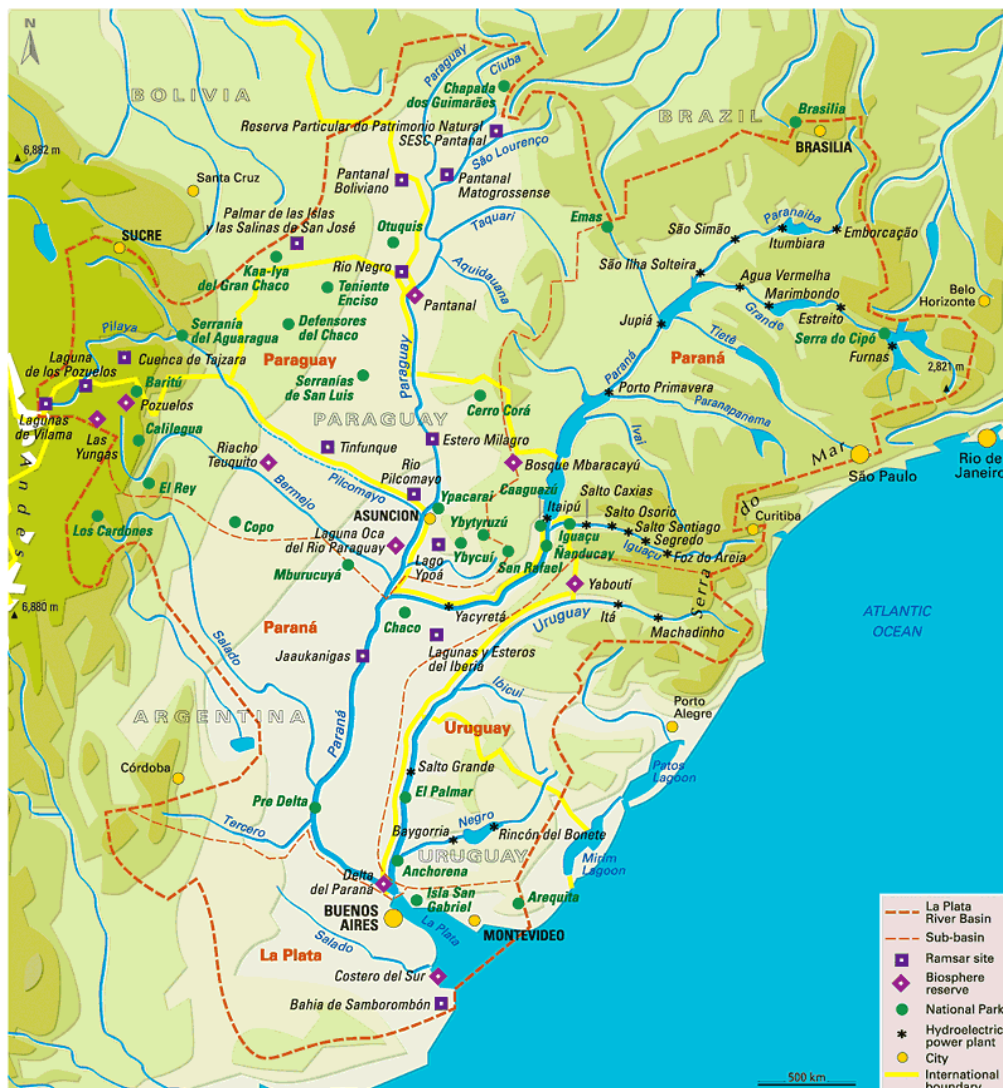 N
BOLIVIA
Paraguay
Ciuba
Chapada
dos Guimarães
BRAZIL
Brasilia
BRASILIA
Reserva Particular do Patrimonio Natural
SESC Pantanal
São Lourenço
6,882 m
Santa Cruz
Pantanal
Boliviano
Pantanal
Matogrossense
Palmar de las Islas
y las Salinas de San José
Taquari
Emas
Paranaiba
São Simão
Itumbiara
Emborcação
SUCRE
Otuquis
Kaa-Iya
del Gran Chaco
Rio Negro
Aquidauana
São Ilha Solteira
Agua Vermelha
Teniente
Enciso
Pantanal
Marimbondo
Belo
Horizonte
Grande
Estreito
Pilaya
Serranía
del Aguaragua
Defensores
del Chaco
Jupiá
Tietê
Serra do Cipó
Furnas
Laguna
de los Pozuelos
Cuenca de Tajzara
Paraguay
Paraguay
Paraná
Paraná
2,821 m
Baritú
Serranías
de San Luis
Porto Primavera
Pozuelos
Cerro Corá
Paranapanema
Lagunas
de Vilama
Las
Yungas
Calilegua
PARAGUAY
Ivai
Mar
Andes
Riacho
Teuquito
Tinfunque
Estero Milagro
Bosque Mbaracayú
São Paulo
Rio de
Janeiro
El Rey
Bermejo
Pilcomayo
Rio
Pilcomayo
Caaguazú
Salto Caxias
Itaipú
Salto Osorio
do
Ypacarai
Los Cardones
Copo
ASUNCION
Ybytyruzú
Salto Santiago
Curitiba
Iguaçu
Segredo
Laguna Oca
del Rio Paraguay
Ybycuí
Ñanducay
Iguaçu
Foz do Areia
Lago
Ypoá
San Rafael
Mburucuyá
Yaboutí
Serra
6,880 m
Chaco
Yacyretá
Uruguay
Itá
Machadinho
ATLANTIC
OCEAN
Paraná
Salado
Jaaukanigas
Lagunas y Esteros
del Iberiá
Ibicui
Porto
Alegre
ARGENTINA
Paraná
Uruguay
Patos
Lagoon
Córdoba
Salto Grande
El Palmar
Pre Delta
Negro
Tercero
Baygorria
Rincón del Bonete
URUGUAY
Mirim
Lagoon
Anchorena
Delta
del Paraná
Isla San
Gabriel
Arequita
BUENOS
AIRES
La Plata
MONTEVIDEO
La Plata
Salado
Costero del Sur
Bahia de Samborombón
La Plata
River Basin
Sub-basin
Ramsar site
Biosphere
reserve
National Park
Hydroelectric
power plant
City
International
boundary
500 km